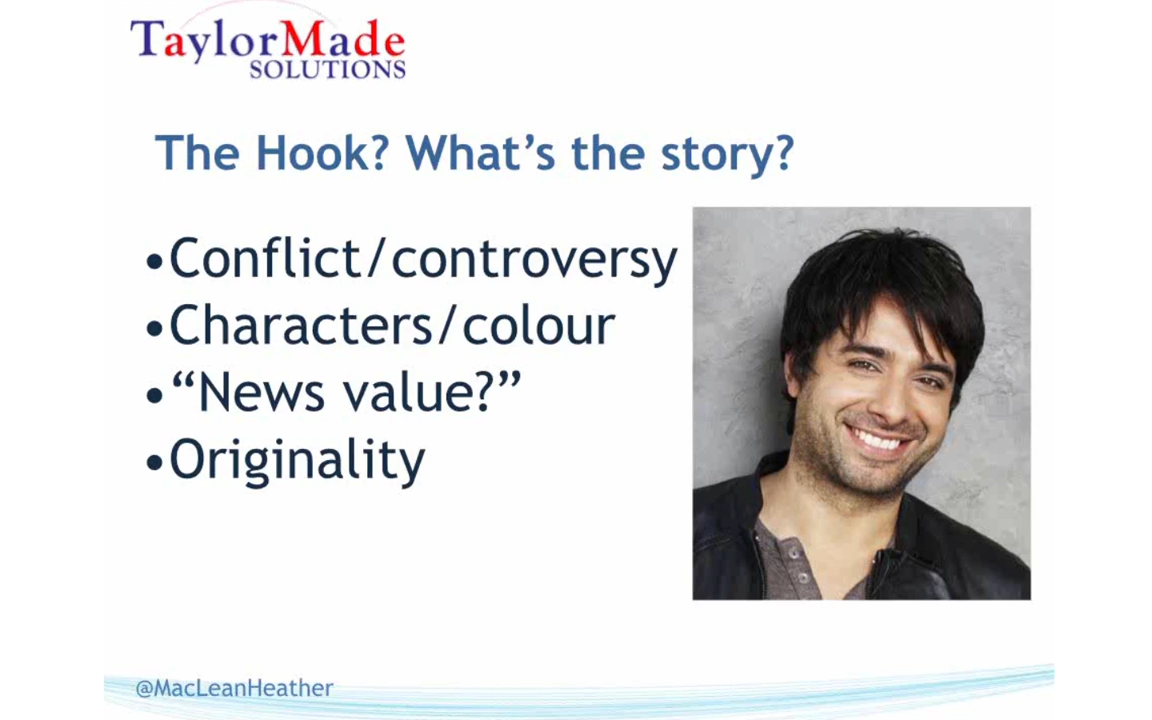 TaylorMade
SOLUTIONS
The Hook? What's the story?
•Conflict/controversy
•Characters/colour
•“News value?”
•Originality
@MacLeanHeather